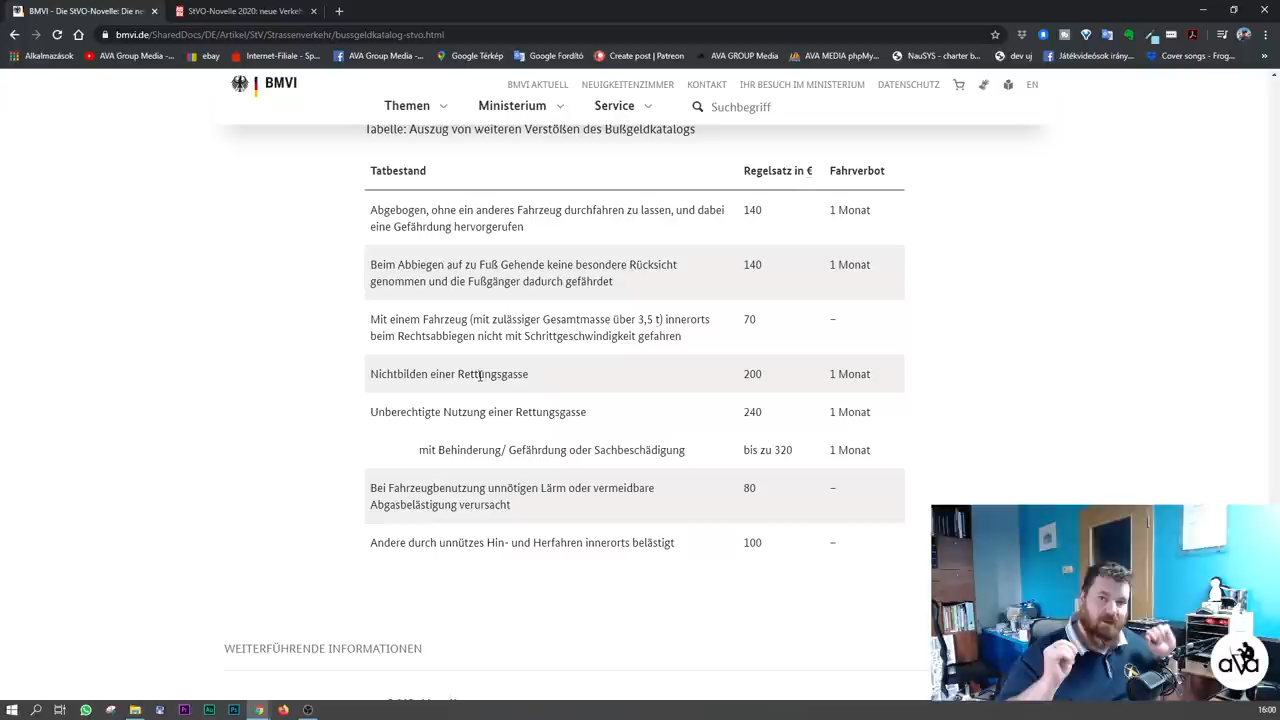 BMVI - Die StVO-Novelle: Die ne
StVO-Novelle 2020: neue Verkehr
bmvi.de/SharedDocs/DE/Artikel/StV/Strassenverkehr/bussgeldkatalog-stvo.html
Alkalmazások
AVA GROUP Media -...
Internet-Filiale - Sp...
AVA Group Media -...
Google Térkép
Google Fordító
Create post | Patreon
AVA GROUP Media
AVA MEDIA phpMy...
NauSYS - charter b...
dev uj
Játékvideósok irány...
Cover songs - Frog...
BMVI
BMVI AKTUELL
NEUIGKEITENZIMMER
KONTAKT
IHR BESUCH IM MINISTERIUM
DATENSCHUTZ
EN
Themen
Ministerium
Service
Suchbegriff
Tabelle: Auszug von weiteren Verstößen des Bußgeldkatalogs
Tatbestand Regelsatz in € Fahrverbot
Abgebogen, ohne ein anderes Fahrzeug durchfahren zu lassen, und dabei 140 1 Monat
eine Gefährdung hervorgerufen
Beim Abbiegen auf zu Fuß Gehende keine besondere Rücksicht 140 1 Monat
genommen und die Fußgänger dadurch gefährdet
Mit einem Fahrzeug (mit zulässiger Gesamtmasse über 3,5 t) innerorts 70 –
beim Rechtsabbiegen nicht mit Schrittgeschwindigkeit gefahren
Nichtbilden einer Rettungsgasse 200 1 Monat
Unberechtigte Nutzung einer Rettungsgasse 240 1 Monat
mit Behinderung/ Gefährdung oder Sachbeschädigung bis zu 320 1 Monat
Bei Fahrzeugbenutzung unnötigen Lärm oder vermeidbare 80 –
Abgasbelästigung verursacht
Andere durch unnützes Hin- und Herfahren innerorts belästigt 100 –
WEITERFÜHRENDE INFORMATIONEN
ava
16:00